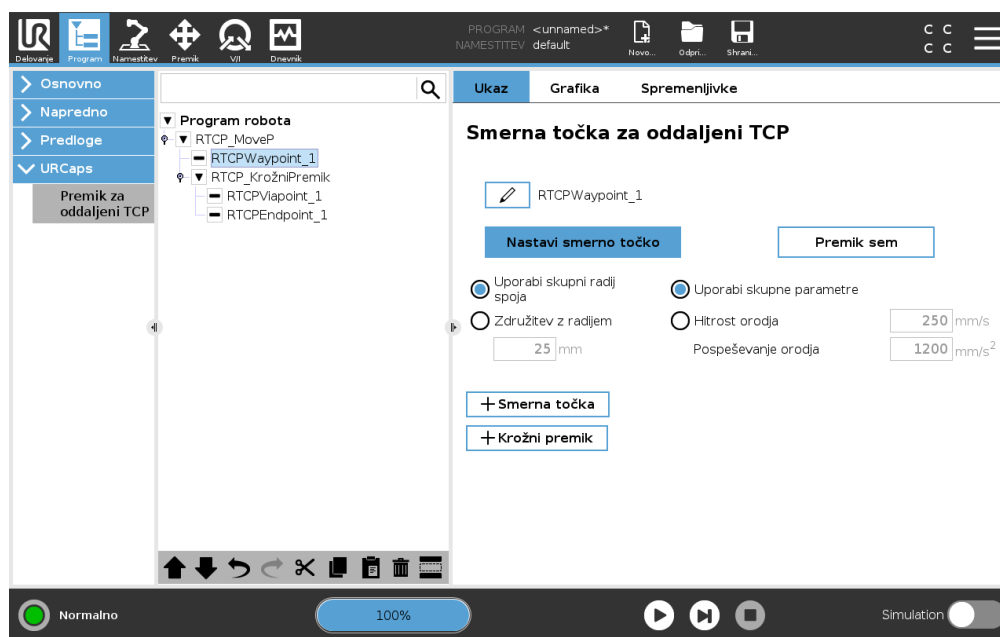 PROGRAM <unnamed>*
NAMESTITEV default
Delovanje
Program
Namestitev
Premik
V/I
Dnevnik
Novo...
Odpri...
Shrani...
C C
C C
Osnovno
Napredno
Predloge
URCaps
Premik za
oddaljeni TCP
Program robota
RTCP_MoveP
RTCPWaypoint_1
RTCP_KrožniPremik
RTCPViapoint_1
RTCPEndpoint_1
Ukaz
Grafika
Spremenljivke
Smerna točka za oddaljeni TCP
RTCPWaypoint_1
Nastavi smerno točko
Premik sem
Uporabi skupni radij
spoja
Uporabi skupne parametre
Združitev z radijem
Hitrost orodja
250 mm/s
25 mm
Pospeševanje orodja
1200 mm/s²
+ Smerna točka
+ Krožni premik
Normalno
100%
Simulation